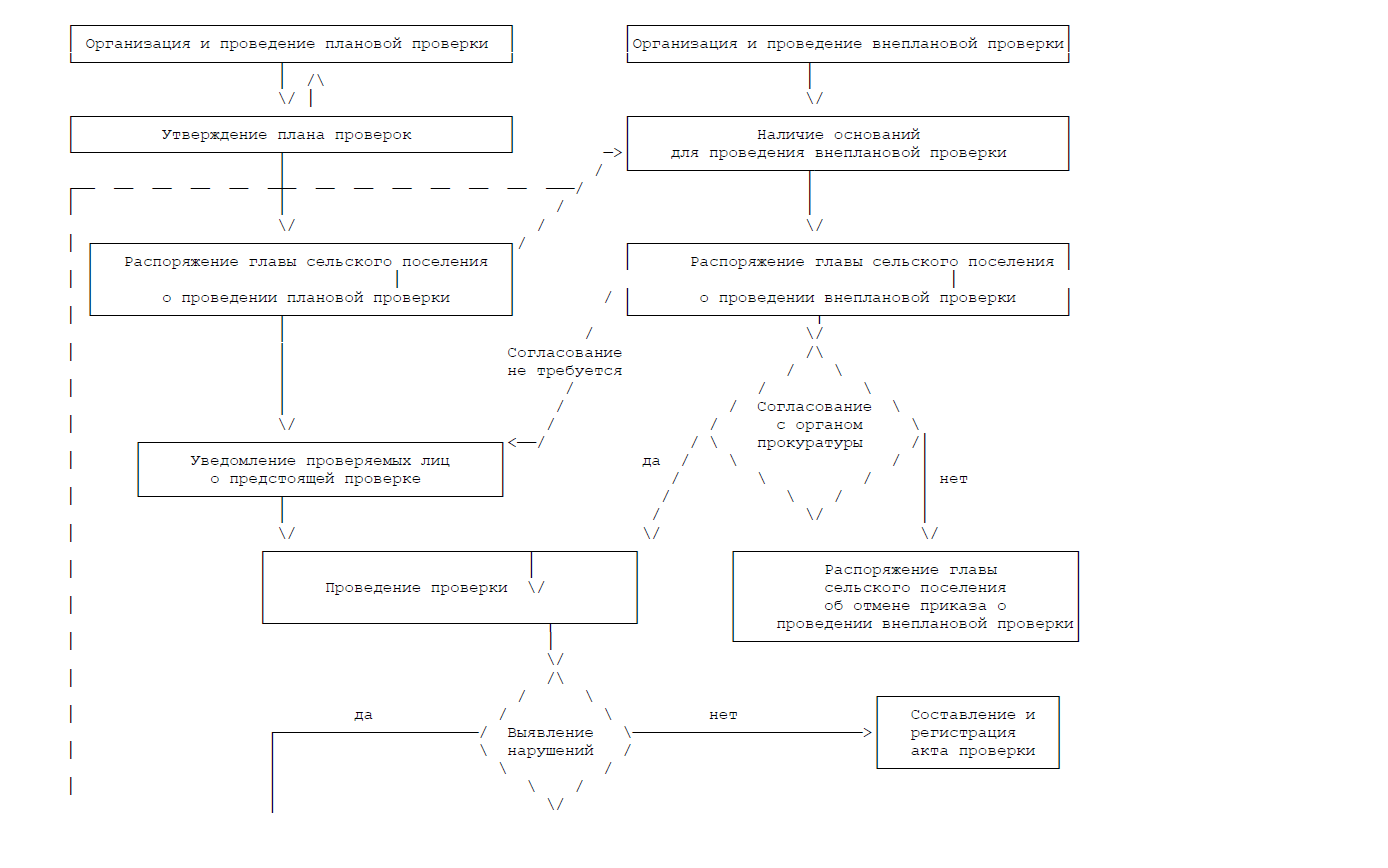 Организация и проведение плановой проверки
Организация и проведение внеплановой проверки
Утверждение плана проверок
Наличие оснований
для проведения внеплановой проверки
Распоряжение главы сельского поселения
о проведении плановой проверки
Распоряжение главы сельского поселения
о проведении внеплановой проверки
Согласование
не требуется
Согласование
с органом
прокуратуры
да
нет
Уведомление проверяемых лиц
о предстоящей проверке
Проведение проверки
Распоряжение главы
сельского поселения
об отмене приказа о
проведении внеплановой проверки
да
Выявление
нарушений
нет
Составление и
регистрация
акта проверки